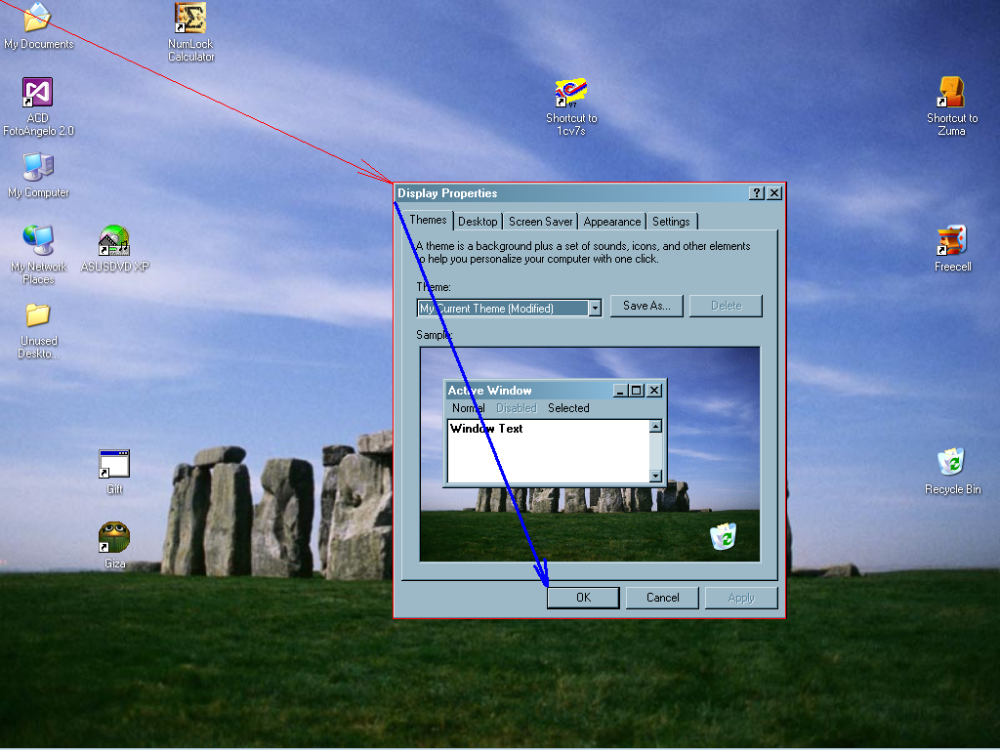 My Documents
NumLock
Calculator
ACD
FotoAngelo 2.0
V7
Shortcut to
1cv7s
Shortcut to
Zuma
My Computer
My Network
Places
ASUSDVD XP
Freecell
Unused
Deskto...
Gift
Giza
Recycle Bin
Display Properties
Themes Desktop Screen Saver Appearance Settings
A theme is a background plus a set of sounds, icons, and other elements
to help you personalize your computer with one click.
Theme:
My Current Theme (Modified) Save As... Delete
Sample:
Active Window
Normal Disabled Selected
Window Text
OK Cancel Apply